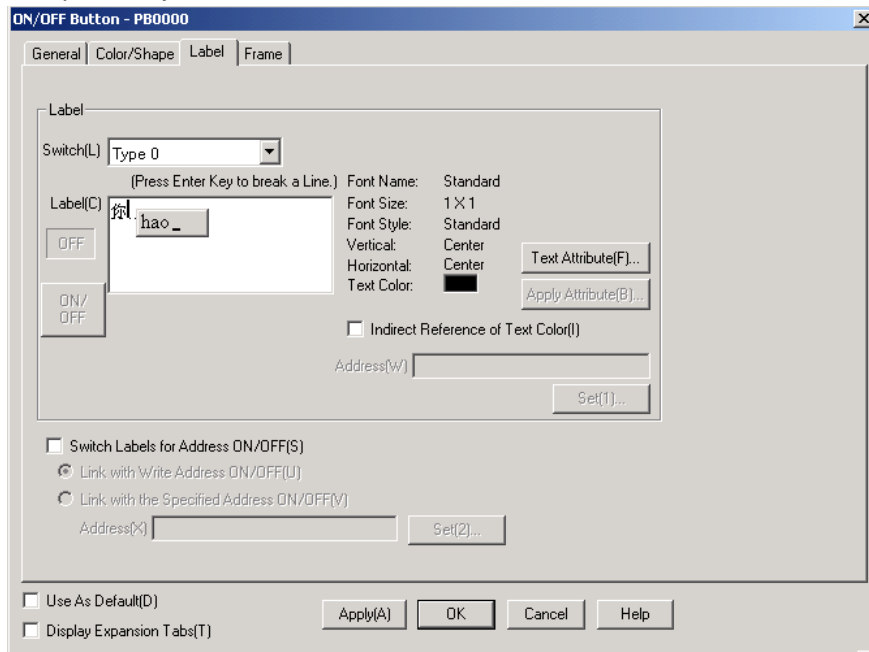 ON/OFF Button - PB0000
General Color/Shape Label Frame
Label
Switch(L) Type 0
(Press Enter Key to break a Line.)
Label(C) 你 hao_
OFF
ON/
OFF
Font Name: Standard
Font Size: 1 X 1
Font Style: Standard
Vertical: Center
Horizontal: Center
Text Color:
Text Attribute(F)...
Apply Attribute(B)...
Indirect Reference of Text Color(I)
Address(W)
Set(1)...
Switch Labels for Address ON/OFF(S)
Link with Write Address ON/OFF(U)
Link with the Specified Address ON/OFF(V)
Address(X) Set(2)...
Use As Default(D)
Display Expansion Tabs(T)
Apply(A) OK Cancel Help